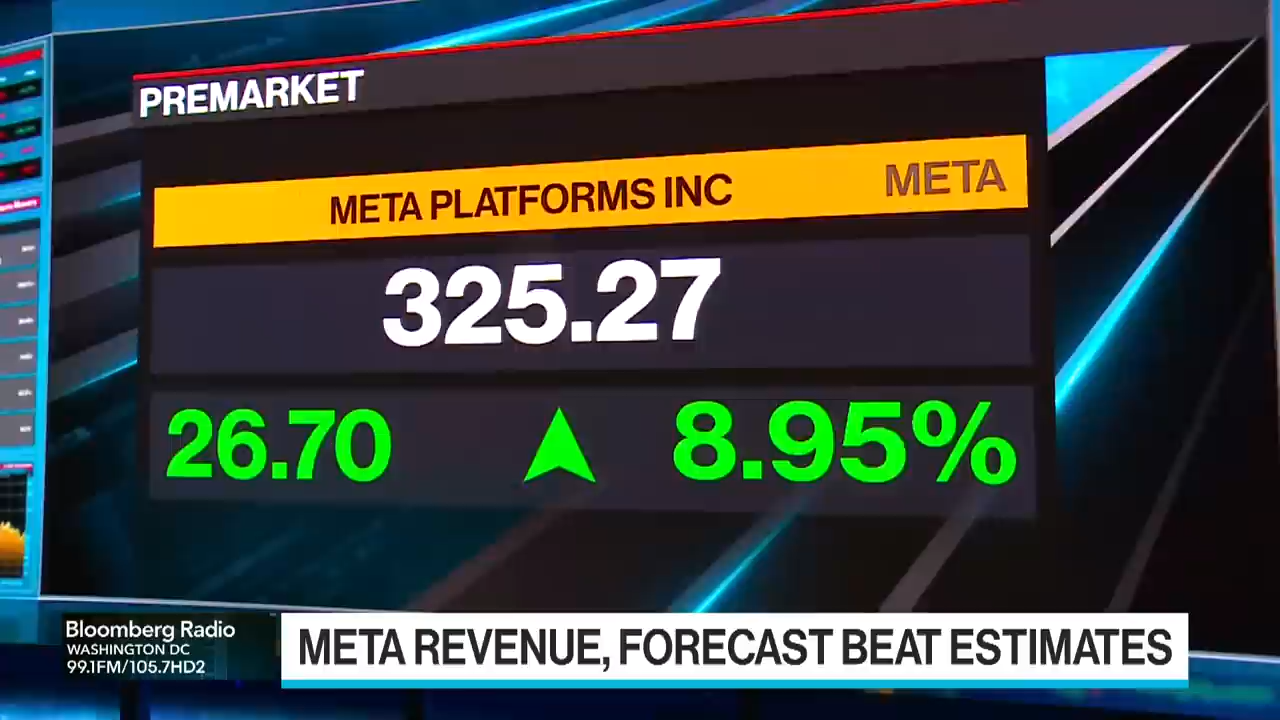 PREMARKET
META PLATFORMS INC META
325.27
26.70 8.95%
Bloomberg Radio
WASHINGTON DC
99.1FM/105.7HD2
META REVENUE, FORECAST BEAT ESTIMATES